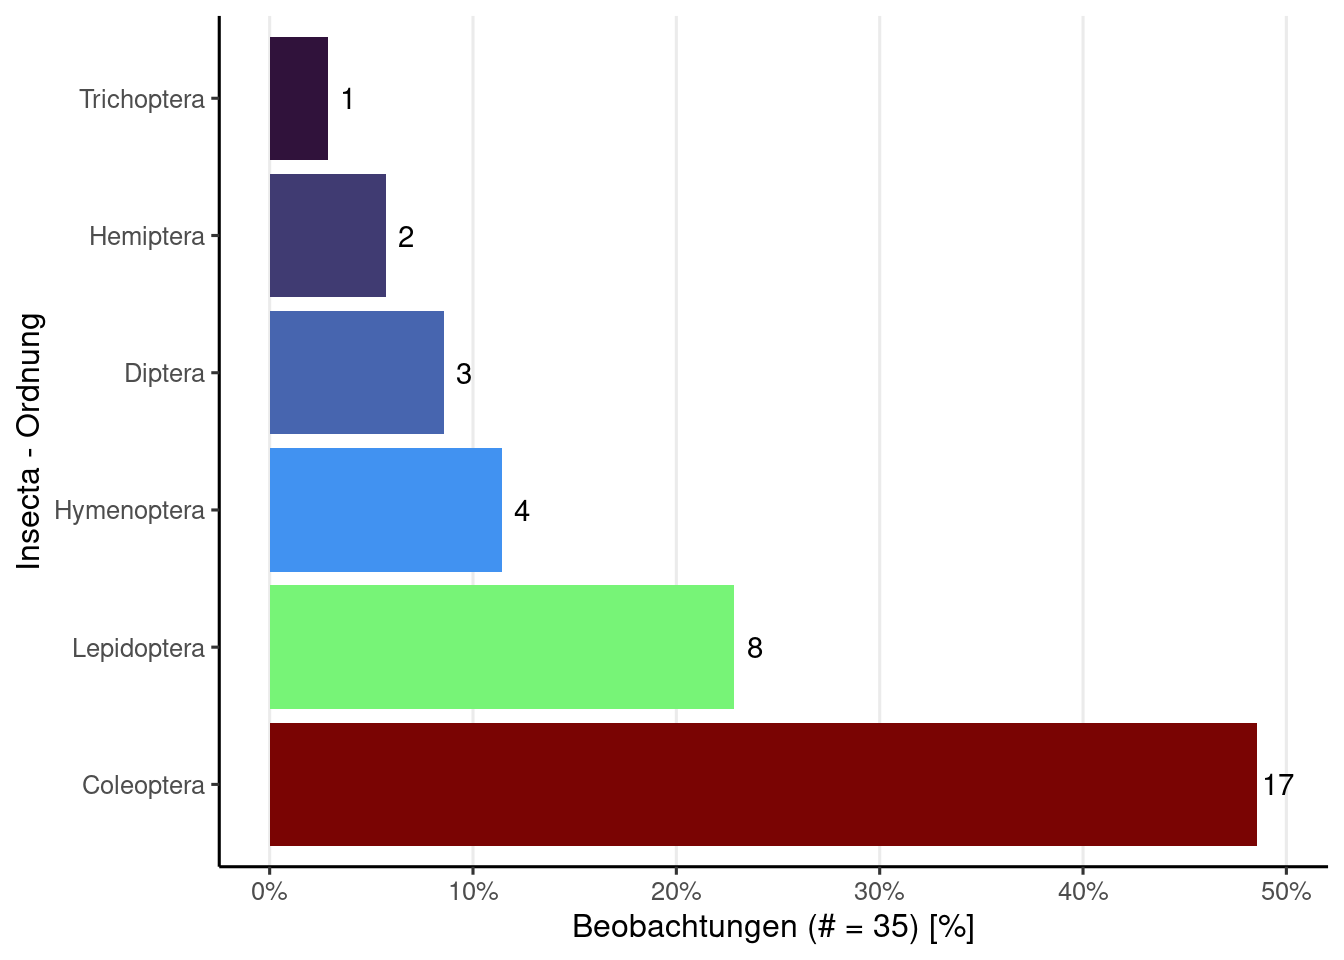 Trichoptera
1
Hemiptera
2
Diptera
3
Hymenoptera
4
Lepidoptera
8
Coleoptera
17
Insecta - Ordnung
0% 10% 20% 30% 40% 50%
Beobachtungen (# = 35) [%]